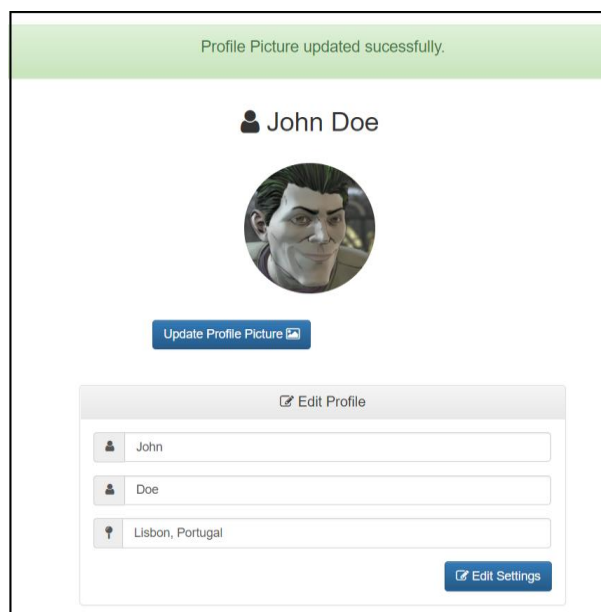 Profile Picture updated sucessfully.
John Doe
Update Profile Picture
Edit Profile
John
Doe
Lisbon, Portugal
Edit Settings